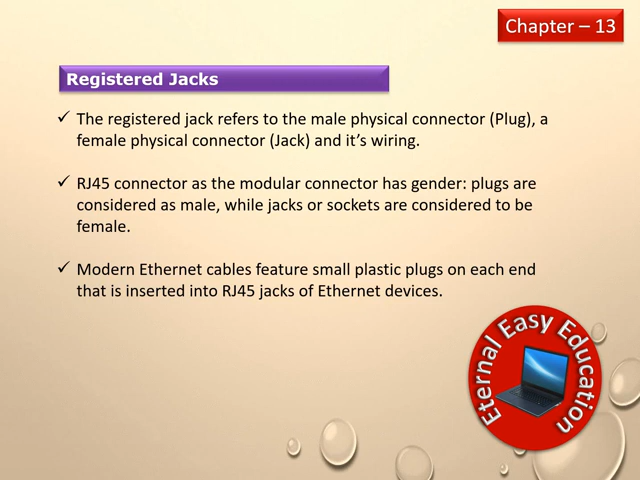 Chapter – 13
Registered Jacks
✓ The registered jack refers to the male physical connector (Plug), a
female physical connector (Jack) and it's wiring.
✓ RJ45 connector as the modular connector has gender: plugs are
considered as male, while jacks or sockets are considered to be
female.
✓ Modern Ethernet cables feature small plastic plugs on each end
that is inserted into RJ45 jacks of Ethernet devices.
Eternal Easy Education